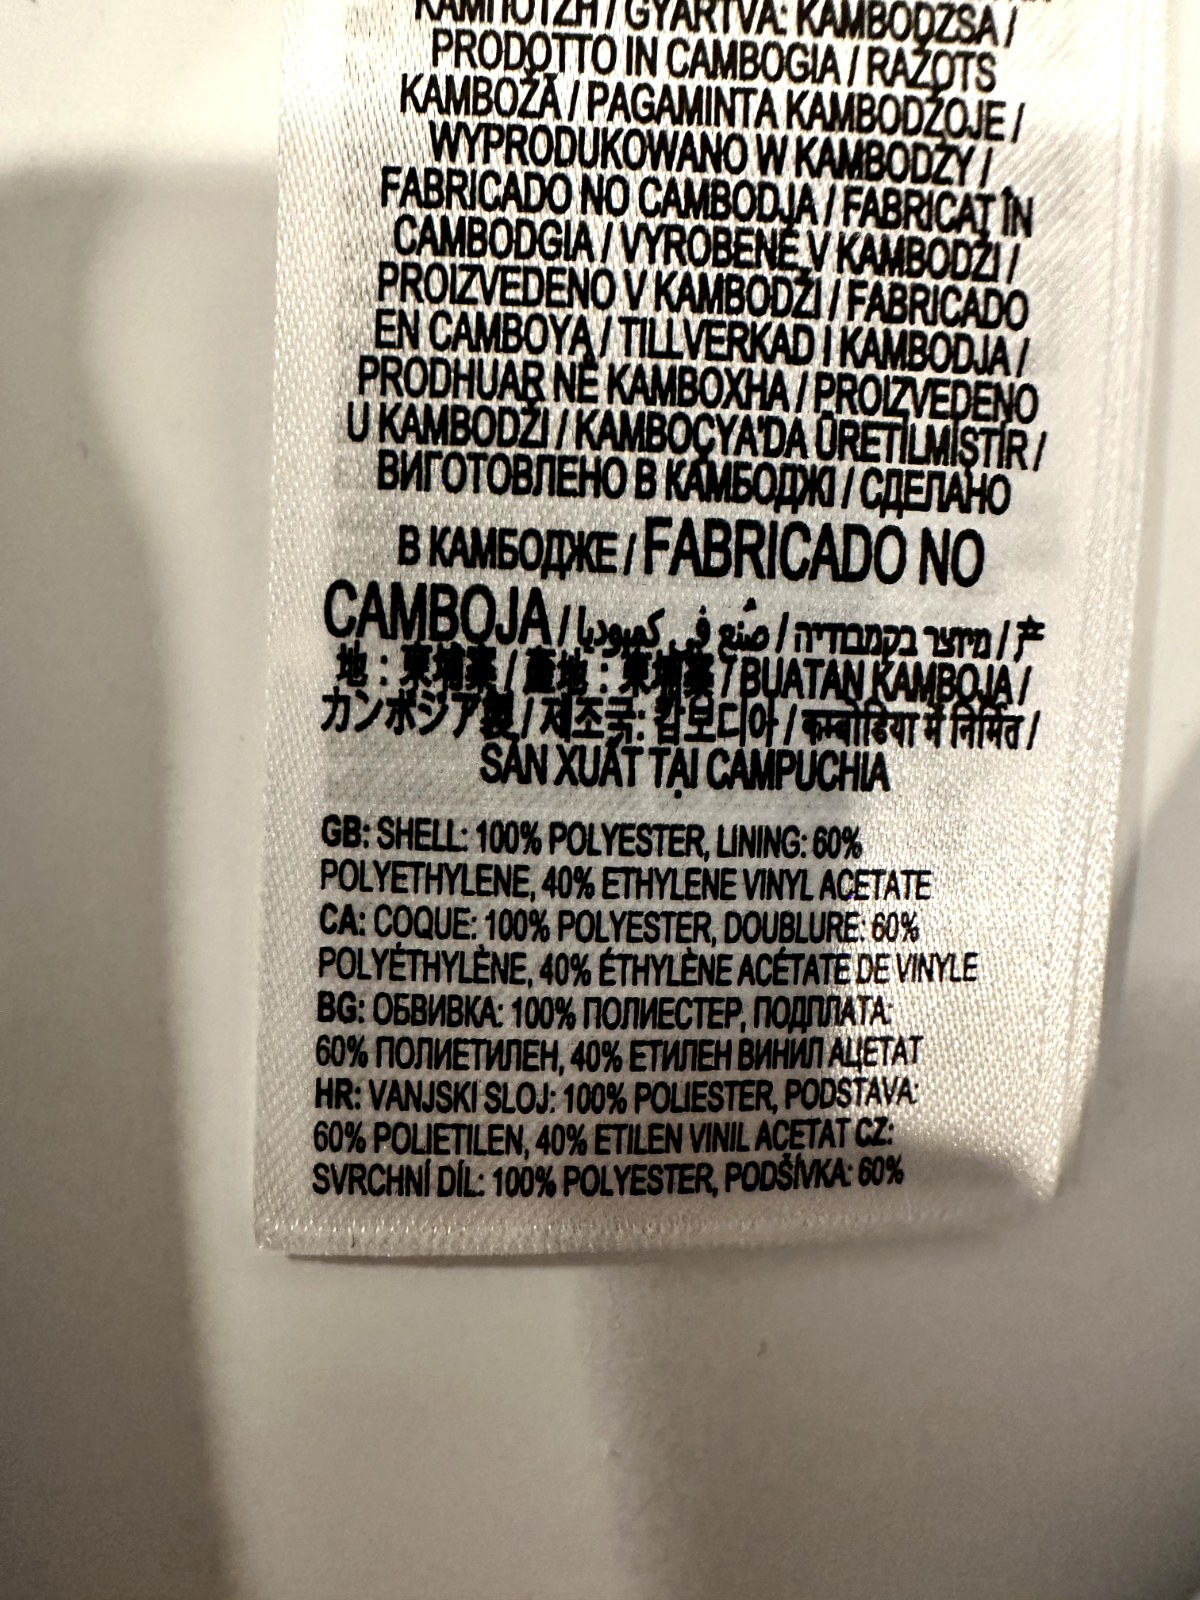 ΚΑΜΠΟΤΖΗ / GYÁRTVA: KAMBODZSA /
PRODOTTO IN CAMBOGIA / RAŽOTS
KAMBOŽĀ / PAGAMINTA KAMBODŽOJE /
WYPRODUKOWANO W KAMBODŻY /
FABRICADO NO CAMBODJA / FABRICAT ÎN
CAMBODGIA / VYROBENÉ V KAMBODŽI /
PROIZVEDENO V KAMBODŽI / FABRICADO
EN CAMBOYA / TILLVERKAD I KAMBODJA /
PRODHUAR NË KAMBOXHA / PROIZVEDENO
U KAMBODŽI / KAMBOÇYA'DA ÜRETİLMİŞTİR /
ВИГОТОВЛЕНО В КАМБОДЖІ / СДЕЛАНО
В КАМБОДЖЕ / FABRICADO NO
CAMBOJA / صُنع في كمبوديا / מיוצר בקמבודיה / 产
地：柬埔寨 / 產地：柬埔寨 / BUATAN KAMBOJA /
カンボジア製 / 제조국: 캄보디아 / कम्बोडिया में निर्मित /
SẢN XUẤT TẠI CAMPUCHIA
GB: SHELL: 100% POLYESTER, LINING: 60%
POLYETHYLENE, 40% ETHYLENE VINYL ACETATE
CA: COQUE: 100% POLYESTER, DOUBLURE: 60%
POLYÉTHYLÈNE, 40% ÉTHYLÈNE ACÉTATE DE VINYLE
BG: ОБВИВКА: 100% ПОЛИЕСТЕР, ПОДПЛАТА:
60% ПОЛИЕТИЛЕН, 40% ЕТИЛЕН ВИНИЛ АЦЕТАТ
HR: VANJSKI SLOJ: 100% POLIESTER, PODSTAVA:
60% POLIETILEN, 40% ETILEN VINIL ACETAT CZ:
SVRCHNÍ DÍL: 100% POLYESTER, PODŠÍVKA: 60%